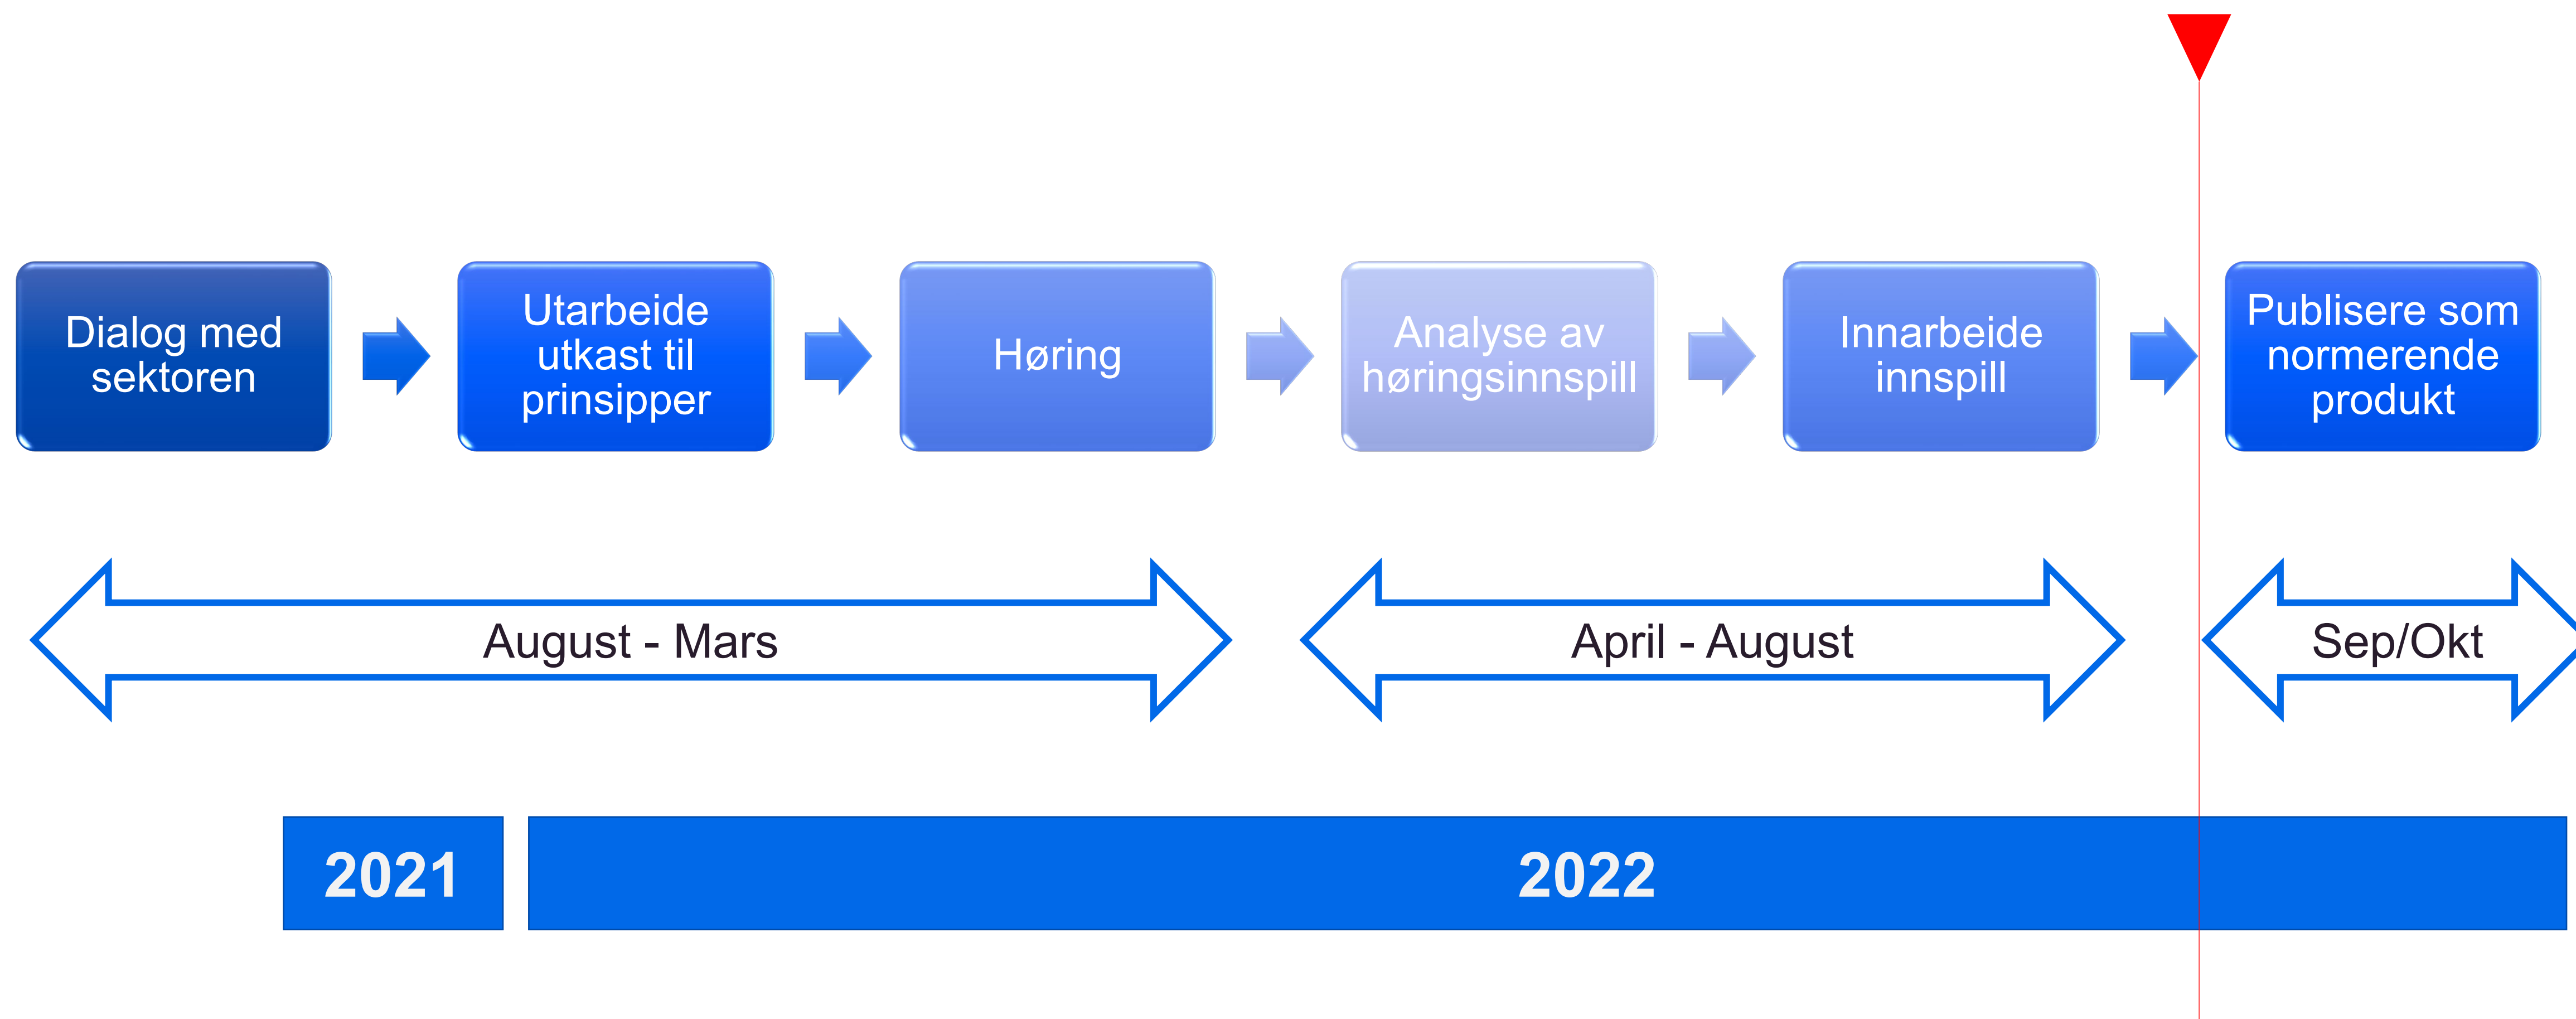 Dialog med
sektoren
Utarbeide
utkast til
prinsipper
Høring
Analyse av
høringsinnspill
Innarbeide
innspill
Publisere som
normerende
produkt
August - Mars
April - August
Sep/Okt
2021
2022